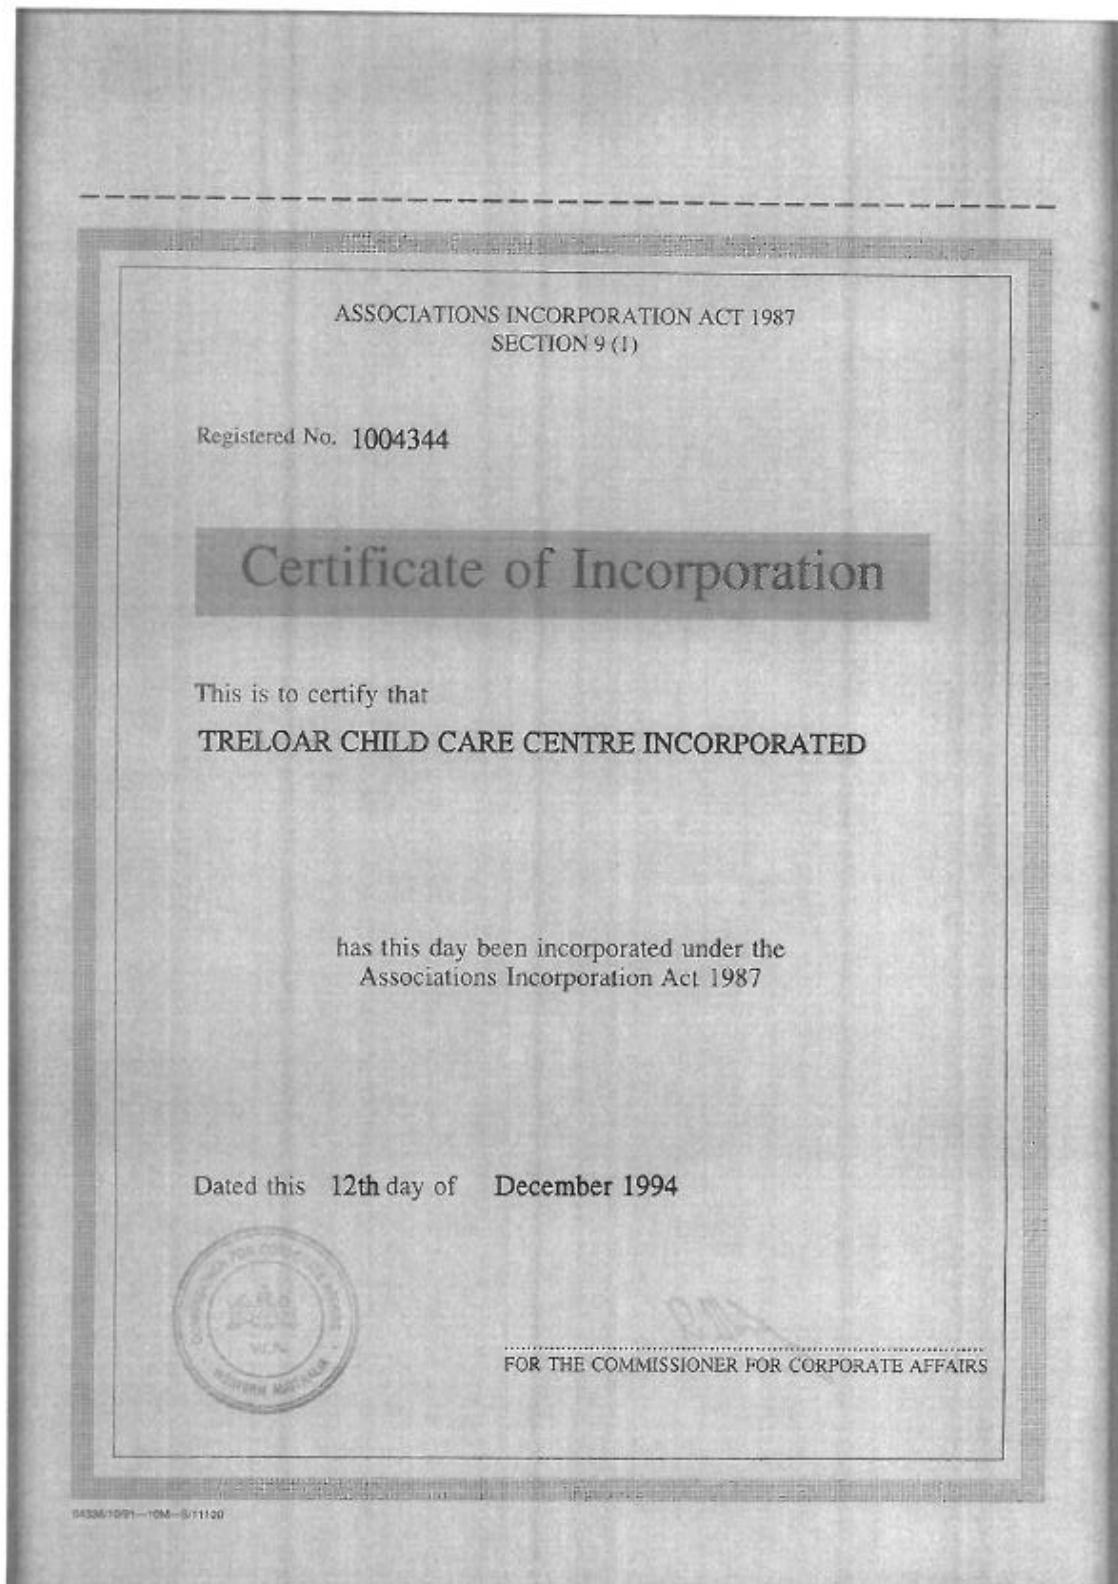 ASSOCIATIONS INCORPORATION ACT 1987
SECTION 9 (1)
Registered No. 1004344
Certificate of Incorporation
This is to certify that
TRELOAR CHILD CARE CENTRE INCORPORATED
has this day been incorporated under the
Associations Incorporation Act 1987
Dated this 12th day of December 1994
FOR THE COMMISSIONER FOR CORPORATE AFFAIRS